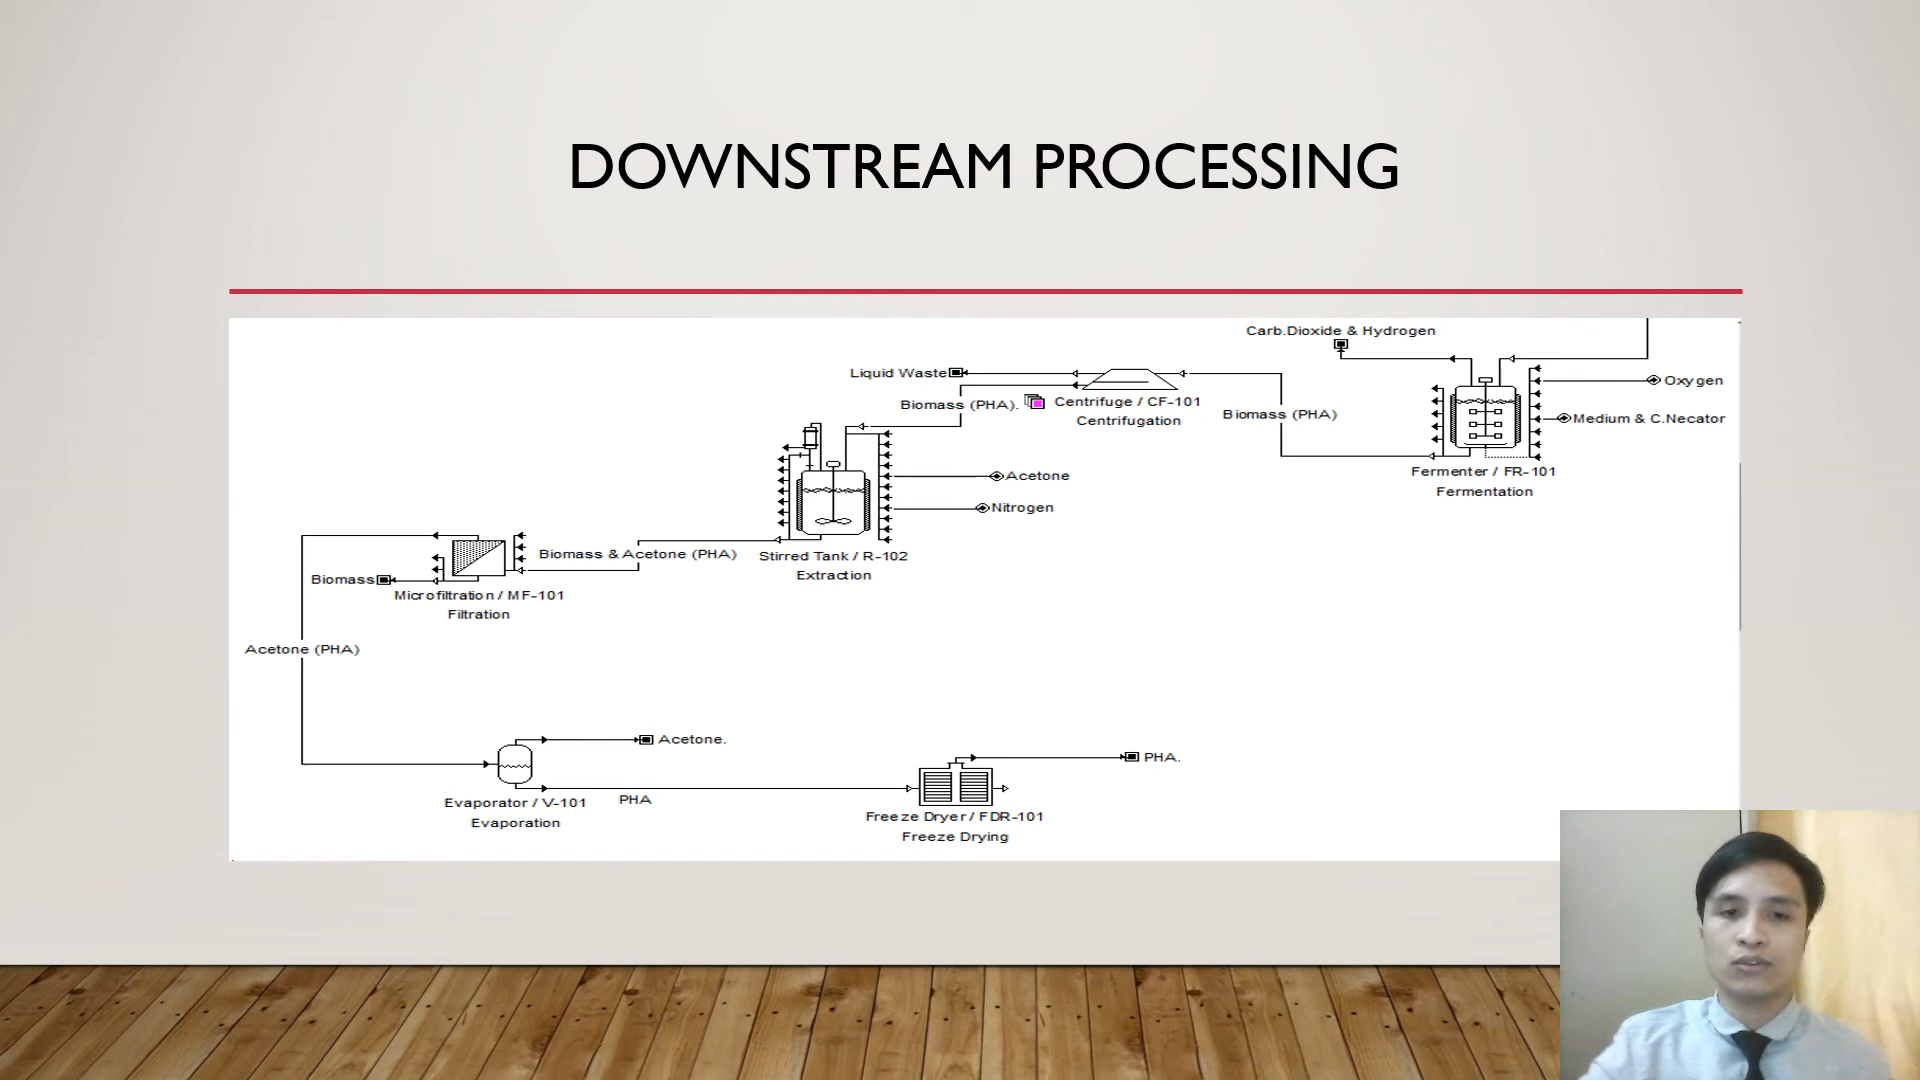 DOWNSTREAM PROCESSING
Carb.Dioxide & Hydrogen
Liquid Waste
Oxygen
Biomass (PHA).
Centrifuge / CF-101
Centrifugation
Biomass (PHA)
Medium & C.Necator
Fermenter / FR-101
Fermentation
Acetone
Nitrogen
Biomass & Acetone (PHA)
Stirred Tank / R-102
Extraction
Biomass
Microfiltration / MF-101
Filtration
Acetone (PHA)
Acetone.
PHA.
Evaporator / V-101
Evaporation
PHA
Freeze Dryer / FDR-101
Freeze Drying